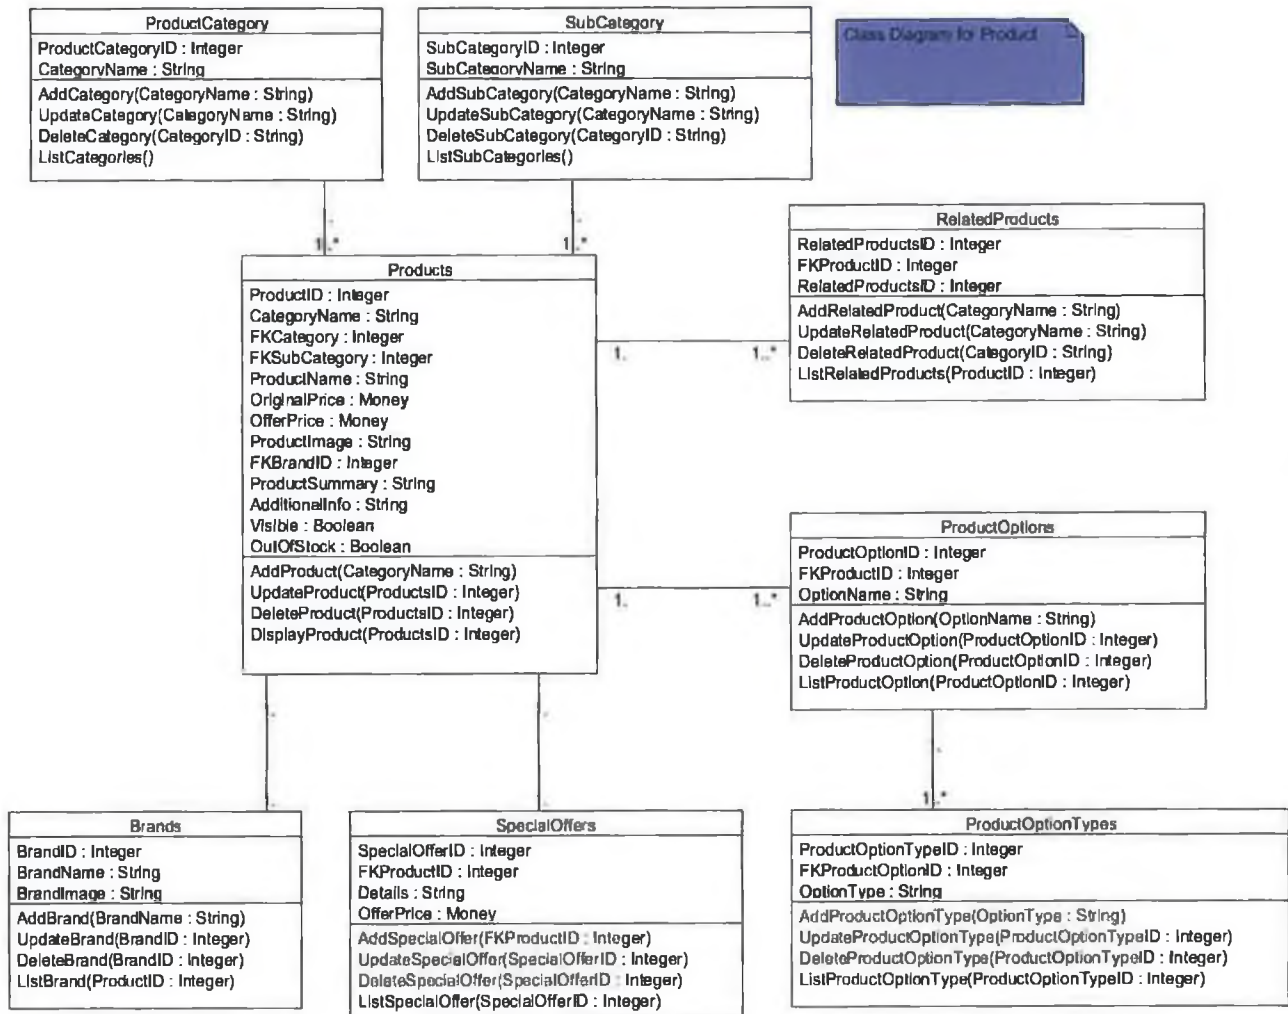 ProductCategory
ProductCategoryID : Integer
CategoryName : String
AddCategory(CategoryName : String)
UpdateCategory(CategoryName : String)
DeleteCategory(CategoryID : String)
ListCategories()
SubCategory
SubCategoryID : Integer
SubCategoryName : String
AddSubCategory(CategoryName : String)
UpdateSubCategory(CategoryName : String)
DeleteSubCategory(CategoryID : String)
ListSubCategories()
Class Diagram for Product
1..*
1..*
Products
ProductID : Integer
CategoryName : String
FKCategory : Integer
FKSubCategory : Integer
ProductName : String
OriginalPrice : Money
OfferPrice : Money
ProductImage : String
FKBrandID : Integer
ProductSummary : String
AdditionalInfo : String
Visible : Boolean
OutOfStock : Boolean
AddProduct(CategoryName : String)
UpdateProduct(ProductsID : Integer)
DeleteProduct(ProductsID : Integer)
DisplayProduct(ProductsID : Integer)
RelatedProducts
RelatedProductsID : Integer
FKProductID : Integer
RelatedProductsID : Integer
AddRelatedProduct(CategoryName : String)
UpdateRelatedProduct(CategoryName : String)
DeleteRelatedProduct(CategoryID : String)
ListRelatedProducts(ProductID : Integer)
1. 1..*
ProductOptions
ProductOptionID : Integer
FKProductID : Integer
OptionName : String
AddProductOption(OptionName : String)
UpdateProductOption(ProductOptionID : Integer)
DeleteProductOption(ProductOptionID : Integer)
ListProductOption(ProductOptionID : Integer)
1. 1..*
1..*
Brands
BrandID : Integer
BrandName : String
BrandImage : String
AddBrand(BrandName : String)
UpdateBrand(BrandID : Integer)
DeleteBrand(BrandID : Integer)
ListBrand(ProductID : Integer)
SpecialOffers
SpecialOfferID : Integer
FKProductID : Integer
Details : String
OfferPrice : Money
AddSpecialOffer(FKProductID : Integer)
UpdateSpecialOffer(SpecialOfferID : Integer)
DeleteSpecialOffer(SpecialOfferID : Integer)
ListSpecialOffer(SpecialOfferID : Integer)
ProductOptionTypes
ProductOptionTypeID : Integer
FKProductOptionID : Integer
OptionType : String
AddProductOptionType(OptionType : String)
UpdateProductOptionType(ProductOptionTypeID : Integer)
DeleteProductOptionType(ProductOptionTypeID : Integer)
ListProductOptionType(ProductOptionTypeID : Integer)